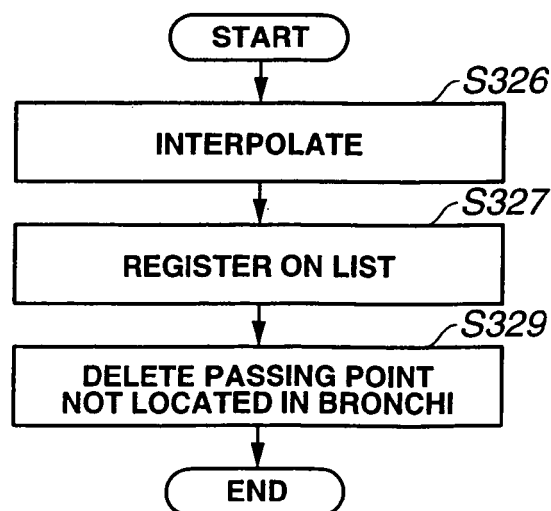 START
S326
INTERPOLATE
S327
REGISTER ON LIST
S329
DELETE PASSING POINT
NOT LOCATED IN BRONCHI
END